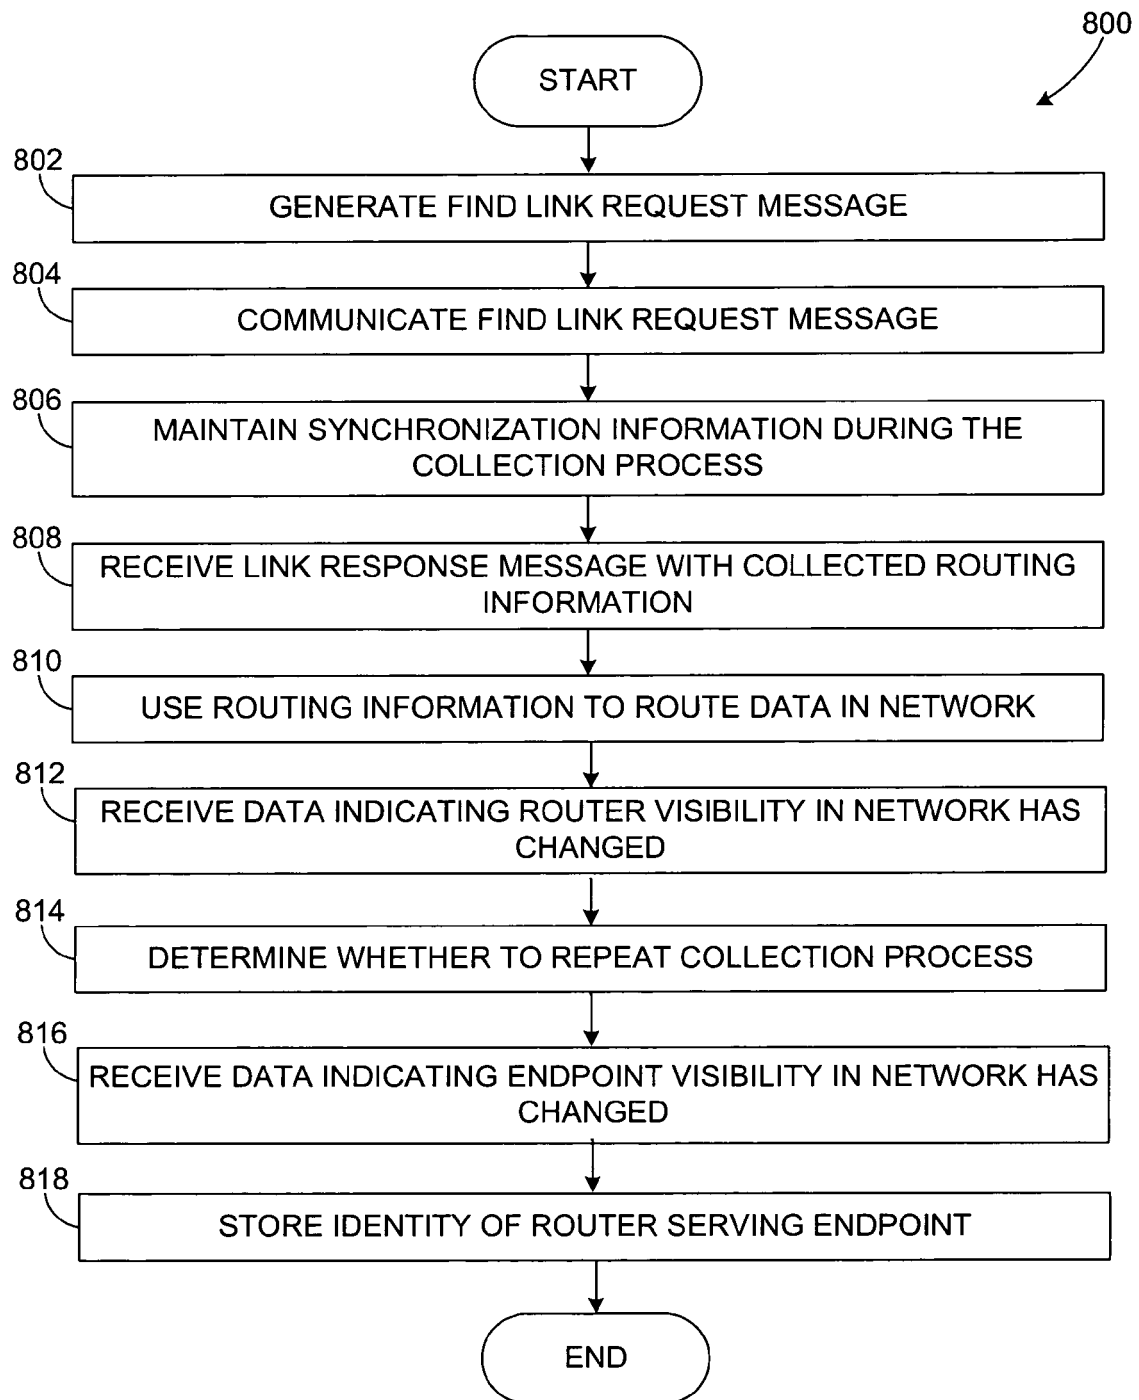 800
START
802
GENERATE FIND LINK REQUEST MESSAGE
804
COMMUNICATE FIND LINK REQUEST MESSAGE
806
MAINTAIN SYNCHRONIZATION INFORMATION DURING THE
COLLECTION PROCESS
808
RECEIVE LINK RESPONSE MESSAGE WITH COLLECTED ROUTING
INFORMATION
810
USE ROUTING INFORMATION TO ROUTE DATA IN NETWORK
812
RECEIVE DATA INDICATING ROUTER VISIBILITY IN NETWORK HAS
CHANGED
814
DETERMINE WHETHER TO REPEAT COLLECTION PROCESS
816
RECEIVE DATA INDICATING ENDPOINT VISIBILITY IN NETWORK HAS
CHANGED
818
STORE IDENTITY OF ROUTER SERVING ENDPOINT
END